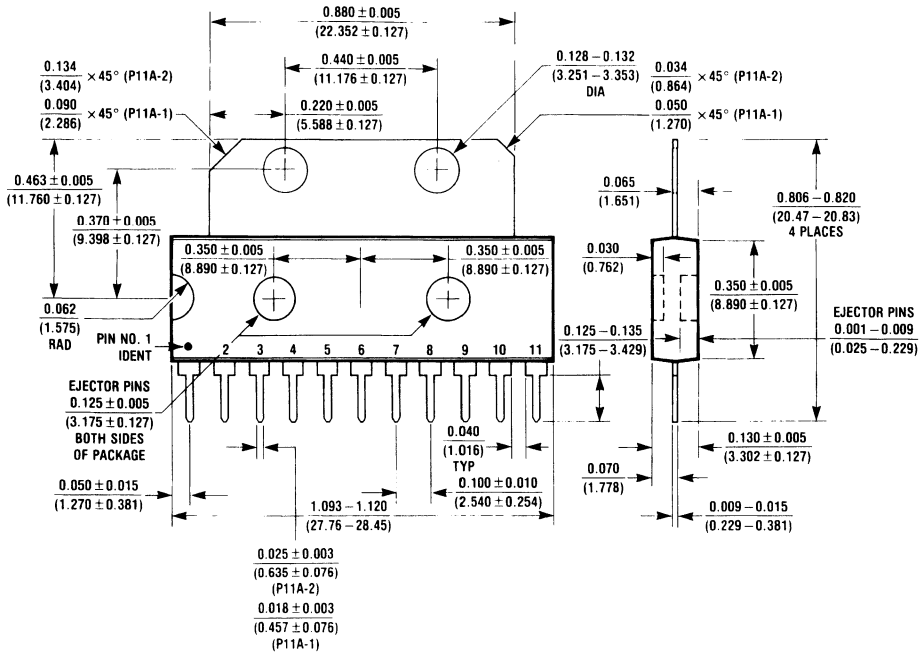 0.880 ± 0.005
(22.352 ± 0.127)
0.440 ± 0.005
(11.176 ± 0.127)
0.220 ± 0.005
(5.588 ± 0.127)
0.134
(3.404)
× 45° (P11A-2)
0.090
(2.286)
× 45° (P11A-1)
0.128 – 0.132
(3.251 – 3.353)
DIA
0.034
(0.864)
× 45° (P11A-2)
0.050
(1.270)
× 45° (P11A-1)
0.463 ± 0.005
(11.760 ± 0.127)
0.370 ± 0.005
(9.398 ± 0.127)
0.065
(1.651)
0.806 – 0.820
(20.47 – 20.83)
4 PLACES
0.350 ± 0.005
(8.890 ± 0.127)
0.350 ± 0.005
(8.890 ± 0.127)
0.030
(0.762)
0.350 ± 0.005
(8.890 ± 0.127)
0.062
(1.575)
RAD
PIN NO. 1
IDENT
EJECTOR PINS
0.001 – 0.009
(0.025 – 0.229)
0.125 – 0.135
(3.175 – 3.429)
2 3 4 5 6 7 8 9 10 11
EJECTOR PINS
0.125 ± 0.005
(3.175 ± 0.127)
BOTH SIDES
OF PACKAGE
0.040
(1.016)
TYP
0.130 ± 0.005
(3.302 ± 0.127)
0.070
(1.778)
0.050 ± 0.015
(1.270 ± 0.381)
0.100 ± 0.010
(2.540 ± 0.254)
1.093 – 1.120
(27.76 – 28.45)
0.009 – 0.015
(0.229 – 0.381)
0.025 ± 0.003
(0.635 ± 0.076)
(P11A-2)
0.018 ± 0.003
(0.457 ± 0.076)
(P11A-1)